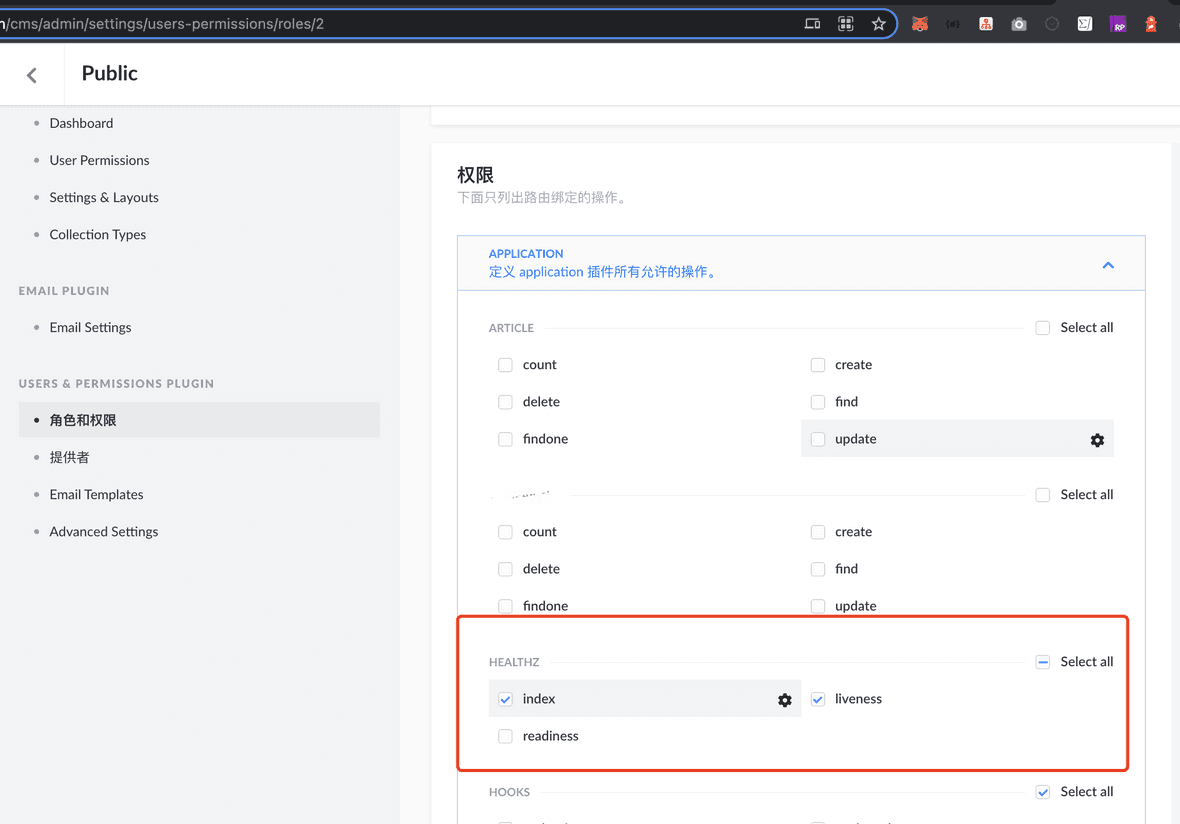 /cms/admin/settings/users-permissions/roles/2
RP
Public
Dashboard
User Permissions
Settings & Layouts
Collection Types
EMAIL PLUGIN
Email Settings
USERS & PERMISSIONS PLUGIN
角色和权限
提供者
Email Templates
Advanced Settings
权限
下面只列出路由绑定的操作。
APPLICATION
定义 application 插件所有允许的操作。
ARTICLE
Select all
count
create
delete
find
findone
update
Select all
count
create
delete
find
findone
update
HEALTHZ
Select all
index
liveness
readiness
HOOKS
Select all